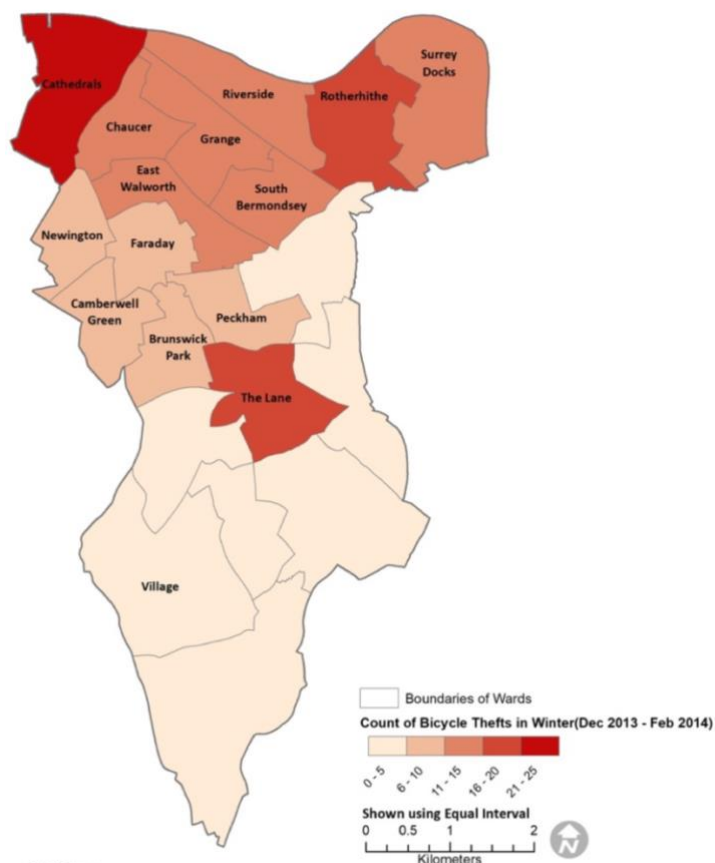 Surrey
Docks
Cathedrals
Riverside
Rotherhithe
Chaucer
Grange
East
Walworth
South
Bermondsey
Newington
Faraday
Camberwell
Green
Peckham
Brunswick
Park
The Lane
Village
Boundaries of Wards
Count of Bicycle Thefts in Winter(Dec 2013 - Feb 2014)
0 - 5
6 - 10
11 - 15
16 - 20
21 - 25
Shown using Equal Interval
0 0.5 1 2
Kilometers
N